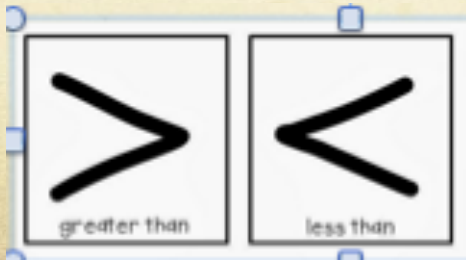 >
<
greater than
less than